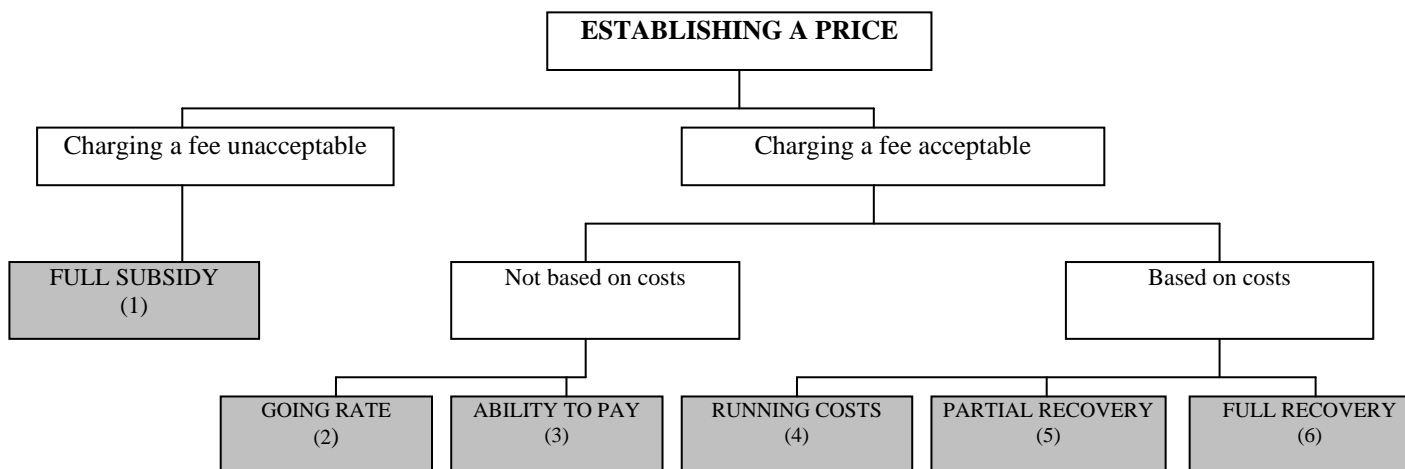 ESTABLISHING A PRICE
Charging a fee unacceptable
Charging a fee acceptable
FULL SUBSIDY
(1)
Not based on costs
Based on costs
GOING RATE
(2)
ABILITY TO PAY
(3)
RUNNING COSTS
(4)
PARTIAL RECOVERY
(5)
FULL RECOVERY
(6)